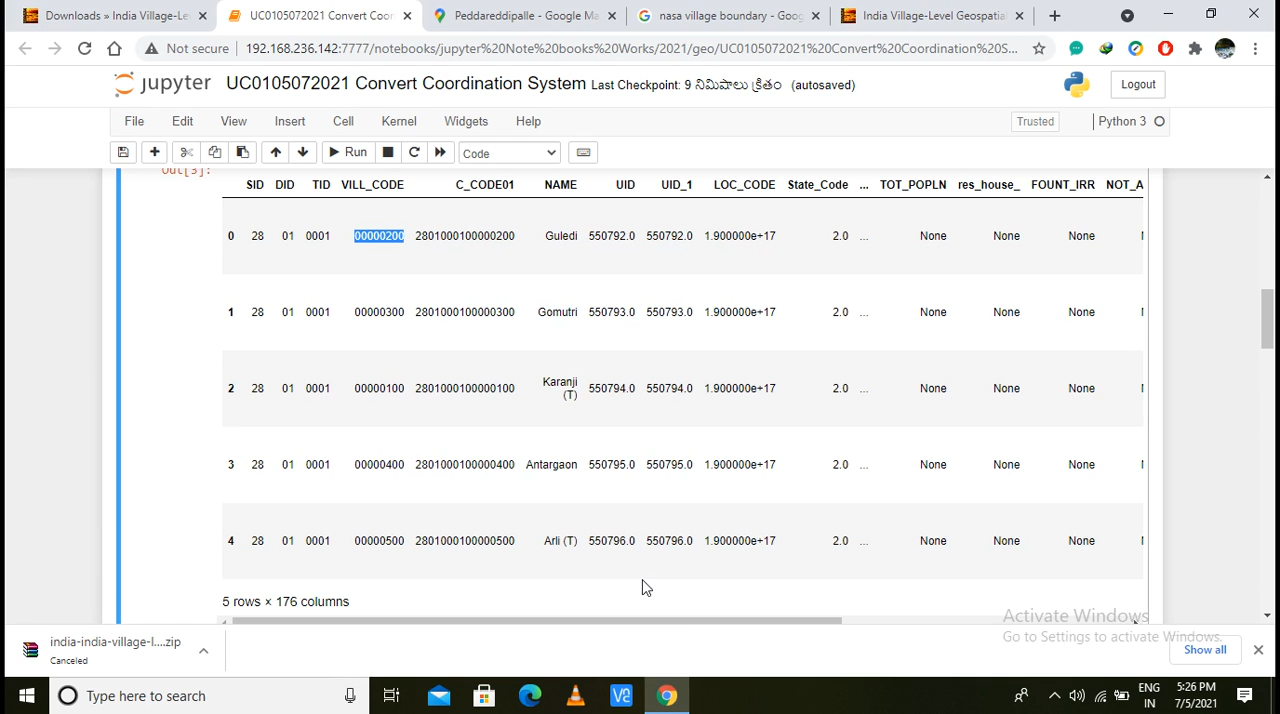 India Village-Le
UC0105072021 Convert Coor
Peddareddipalle - Google M
nasa village boundary - Goog
India Village-Level Geospatia
Not secure 192.168.236.142:7777/notebooks/jupyter%20Note%20books%20Works/2021/geo/UC0105072021%20Convert%20Coordination%20S...
jupyter UC0105072021 Convert Coordination System Last Checkpoint: 9 నిమిషాలు క్రితం (autosaved) Logout
File Edit View Insert Cell Kernel Widgets Help Trusted Python 3
Run Code
Out[3]:
SID DID TID VILL_CODE C_CODE01 NAME UID UID_1 LOC_CODE State_Code ... TOT_POPLN res_house_ FOUNT_IRR NOT_A
0 28 01 0001 00000200 2801000100000200 Guledi 550792.0 550792.0 1.900000e+17 2.0 ... None None None
1 28 01 0001 00000300 2801000100000300 Gomutri 550793.0 550793.0 1.900000e+17 2.0 ... None None None
2 28 01 0001 00000100 2801000100000100 Karanji (T) 550794.0 550794.0 1.900000e+17 2.0 ... None None None
3 28 01 0001 00000400 2801000100000400 Antargaon 550795.0 550795.0 1.900000e+17 2.0 ... None None None
4 28 01 0001 00000500 2801000100000500 Arli (T) 550796.0 550796.0 1.900000e+17 2.0 ... None None None
5 rows × 176 columns
Activate Windows
Go to Settings to activate Windows.
india-india-village-l....zip
Canceled
Show all
Type here to search
ENG
IN
5:26 PM
7/5/2021